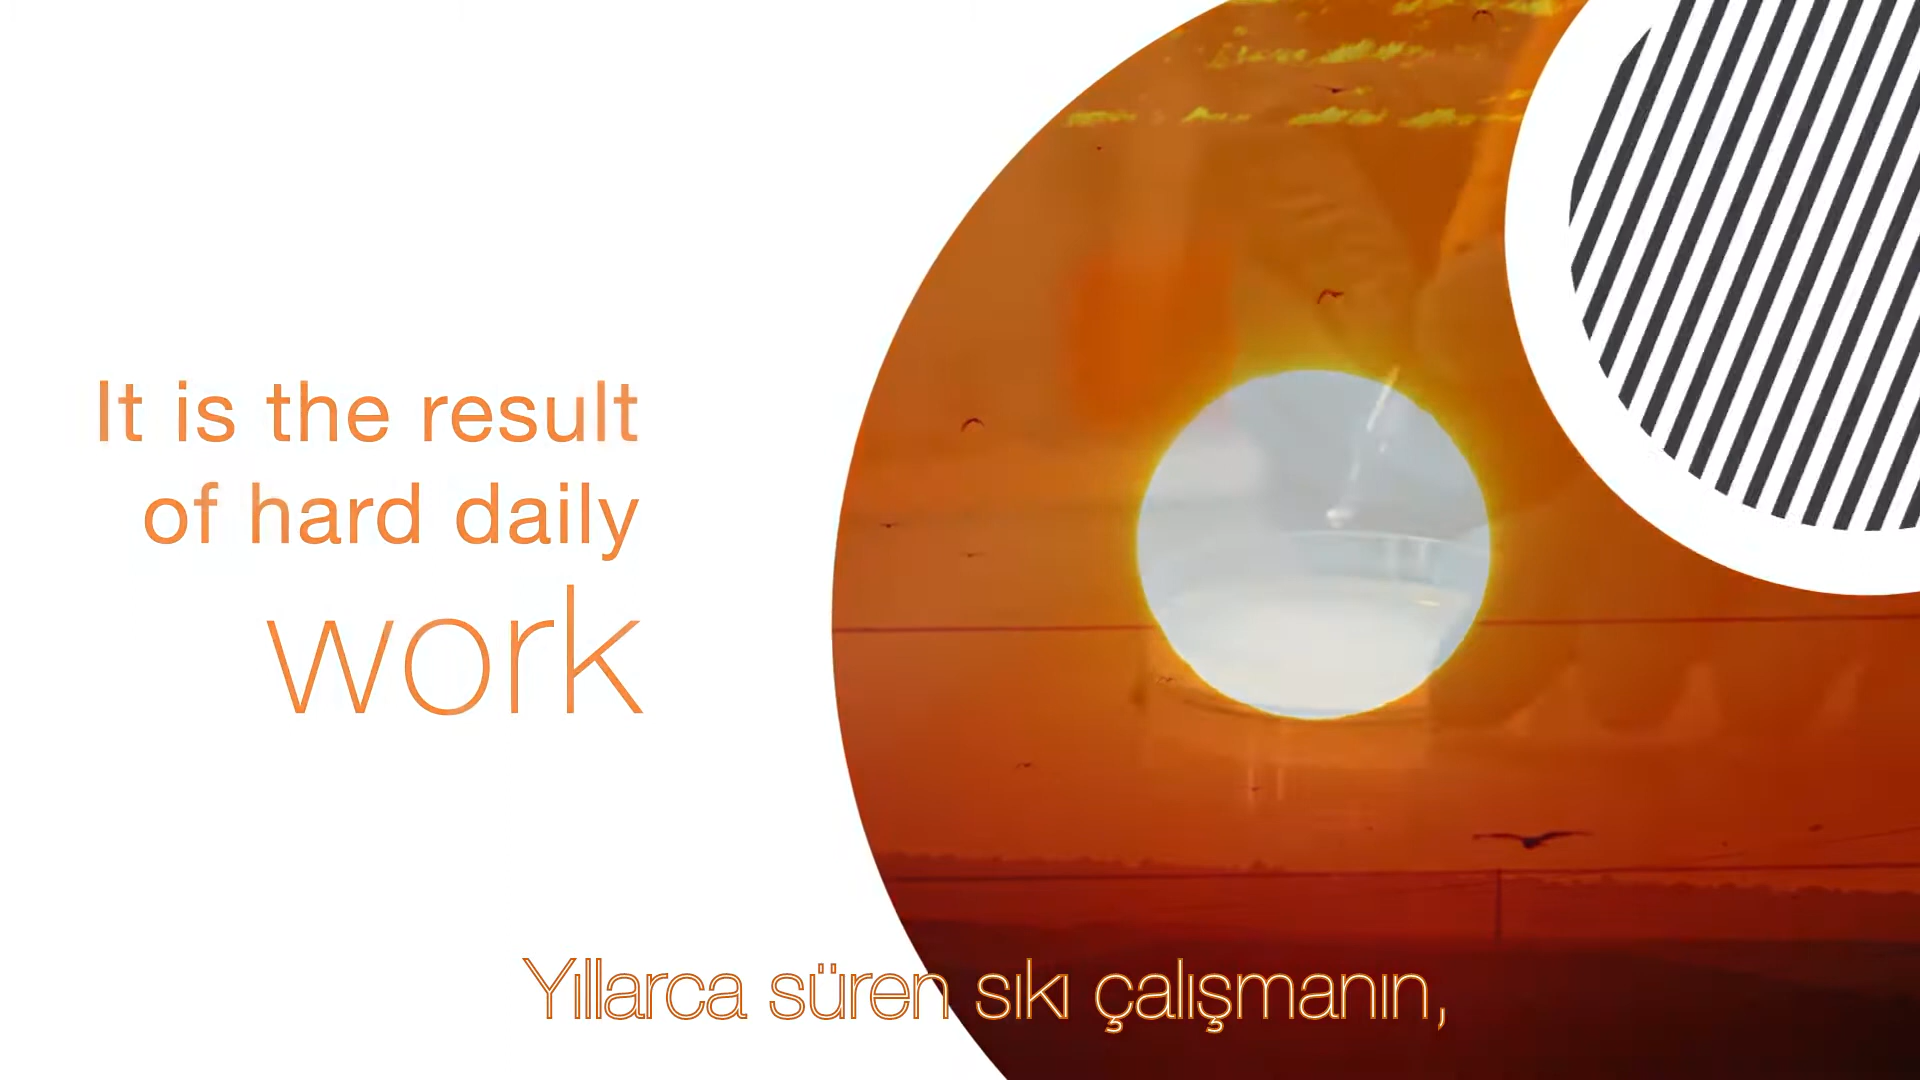 It is the result
of hard daily
work
Yıllarca süren sıkı çalışmanın,